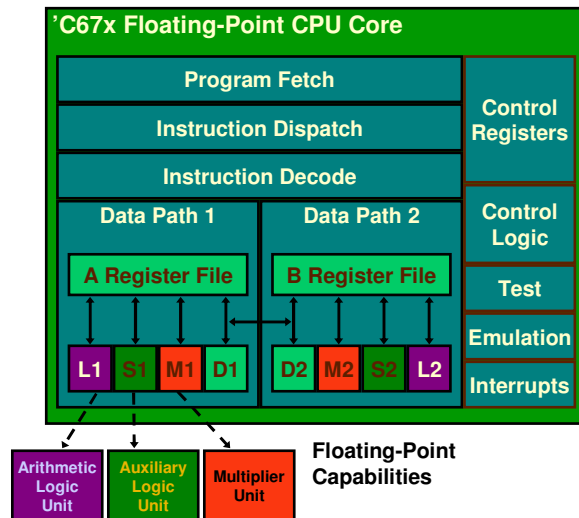 'C67x Floating-Point CPU Core
Program Fetch
Instruction Dispatch
Instruction Decode
Control
Registers
Data Path 1
Data Path 2
Control
Logic
A Register File
B Register File
Test
Emulation
Interrupts
L1 S1 M1 D1
D2 M2 S2 L2
Arithmetic
Logic
Unit
Auxiliary
Logic
Unit
Multiplier
Unit
Floating-Point
Capabilities